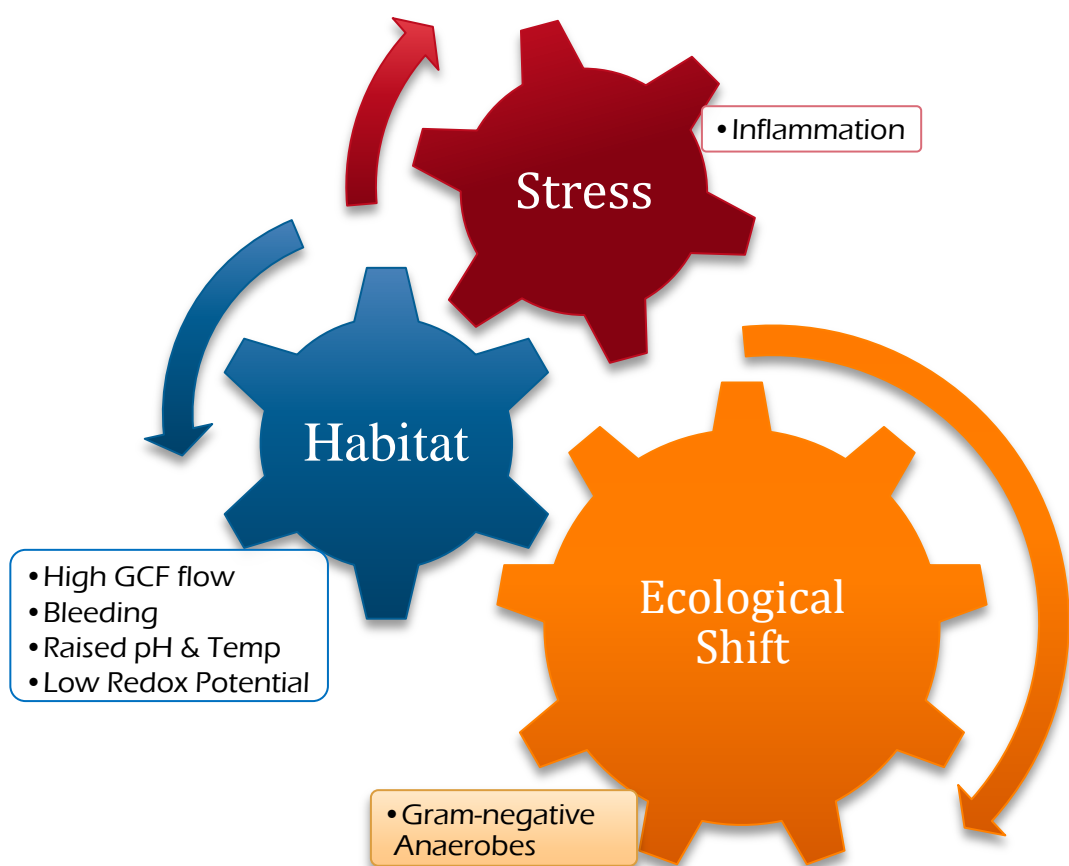 Stress
• Inflammation
Habitat
• High GCF flow
• Bleeding
• Raised pH & Temp
• Low Redox Potential
Ecological
Shift
• Gram-negative
Anaerobes